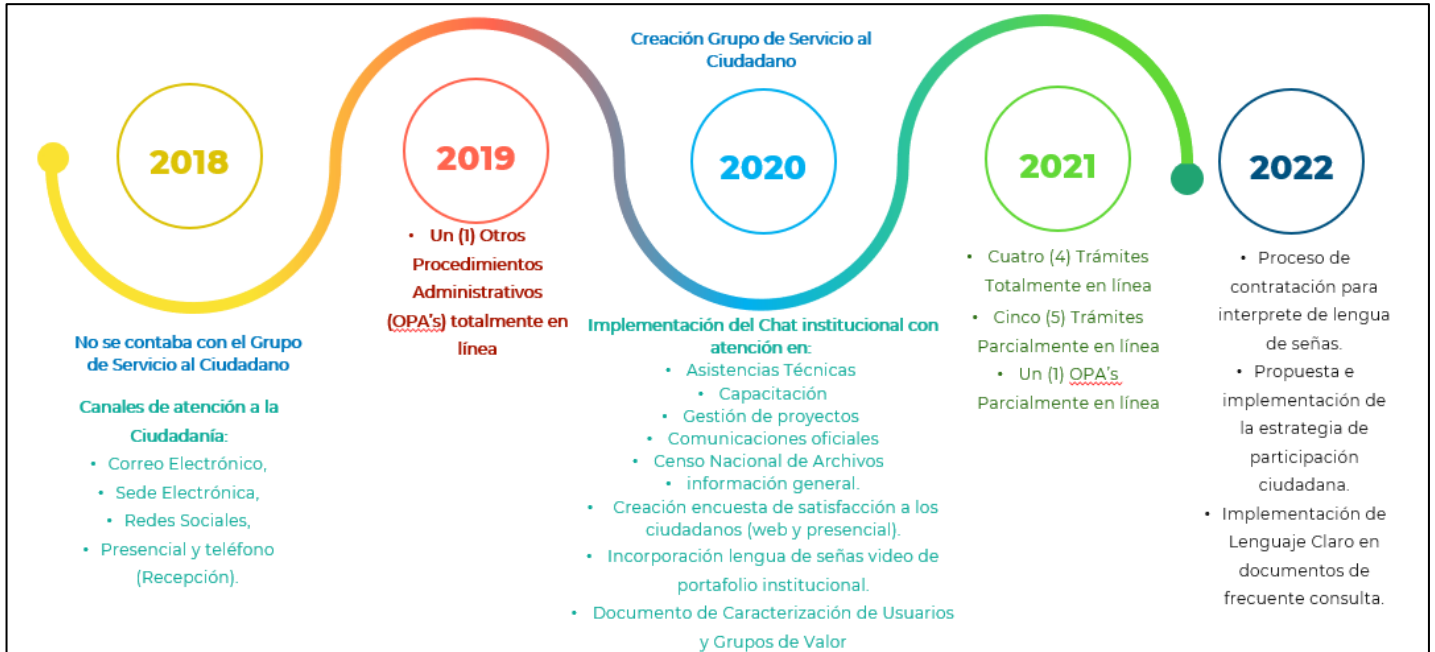 2018
No se contaba con el Grupo
de Servicio al Ciudadano
Canales de atención a la
Ciudadanía:
• Correo Electrónico,
• Sede Electrónica,
• Redes Sociales,
• Presencial y teléfono
(Recepción).
2019
• Un (1) Otros
Procedimientos
Administrativos
(OPA’s) totalmente en
línea
Creación Grupo de Servicio al
Ciudadano
2020
Implementación del Chat institucional con
atención en:
• Asistencias Técnicas
• Capacitación
• Gestión de proyectos
• Comunicaciones oficiales
• Censo Nacional de Archivos
• información general.
• Creación encuesta de satisfacción a los
ciudadanos (web y presencial).
• Incorporación lengua de señas video de
portafolio institucional.
• Documento de Caracterización de Usuarios
y Grupos de Valor
2021
• Cuatro (4) Trámites
Totalmente en línea
• Cinco (5) Trámites
Parcialmente en línea
• Un (1) OPA’s
Parcialmente en línea
2022
• Proceso de
contratación para
interprete de lengua
de señas.
• Propuesta e
implementación de
la estrategia de
participación
ciudadana.
• Implementación de
Lenguaje Claro en
documentos de
frecuente consulta.